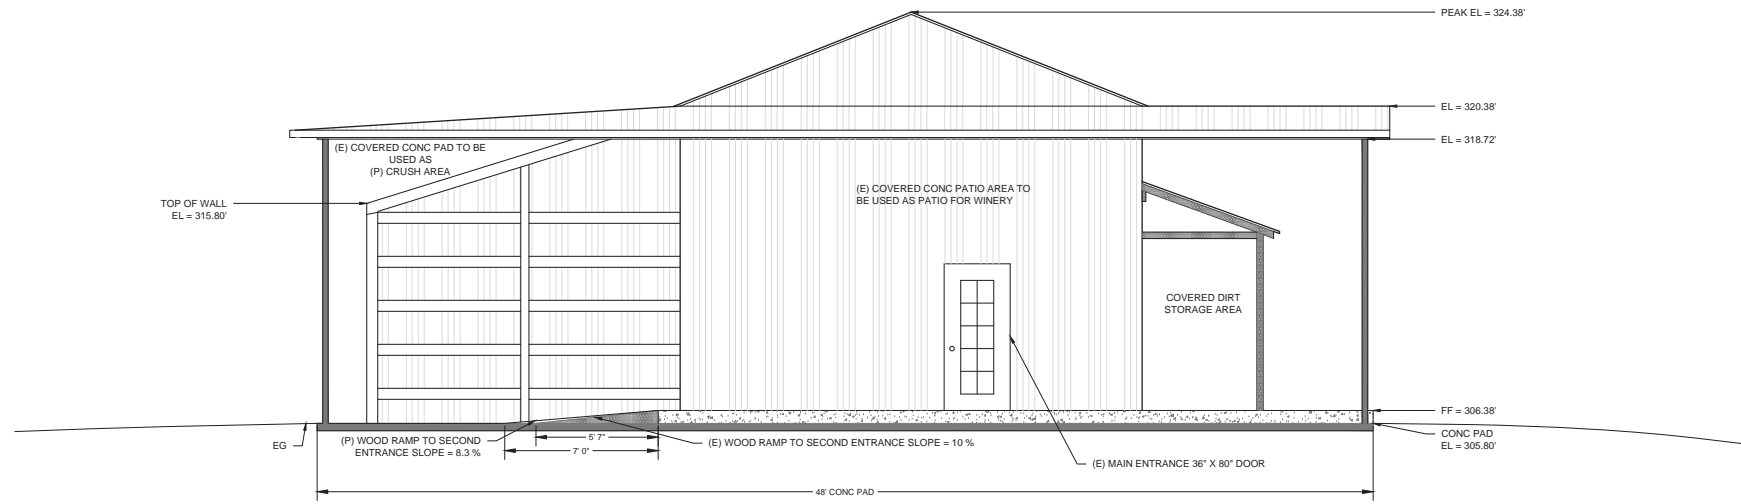 PEAK EL = 324.38'
EL = 320.38'
EL = 318.72'
(E) COVERED CONC PAD TO BE
USED AS
(P) CRUSH AREA
TOP OF WALL
EL = 315.80'
(E) COVERED CONC PATIO AREA TO
BE USED AS PATIO FOR WINERY
COVERED DIRT
STORAGE AREA
FF = 306.38'
CONC PAD
EL = 305.80'
EG
(P) WOOD RAMP TO SECOND
ENTRANCE SLOPE = 8.3 %
5' 7"
7' 0"
(E) WOOD RAMP TO SECOND ENTRANCE SLOPE = 10 %
(E) MAIN ENTRANCE 36" X 80" DOOR
48' CONC PAD